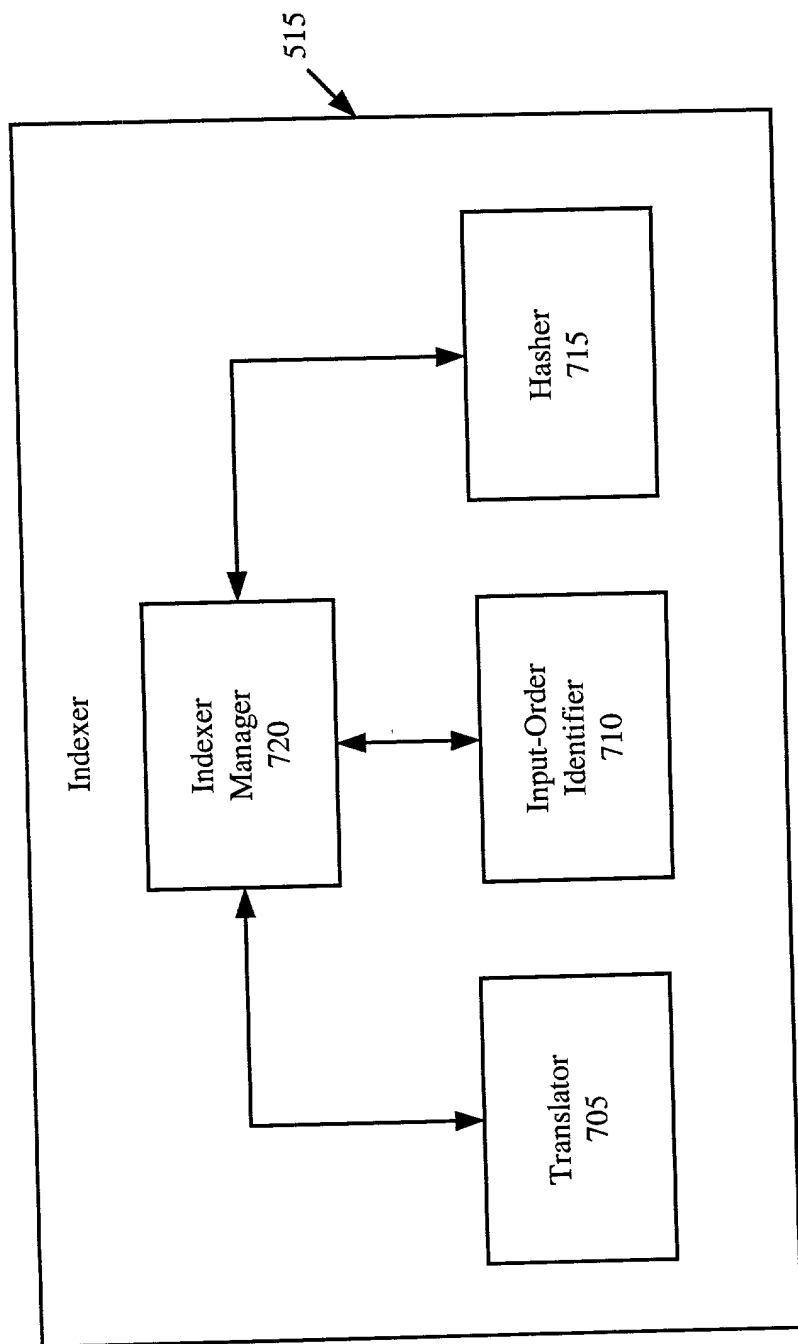 Indexer
515
Indexer
Manager
720
Translator
705
Input-Order
Identifier
710
Hasher
715